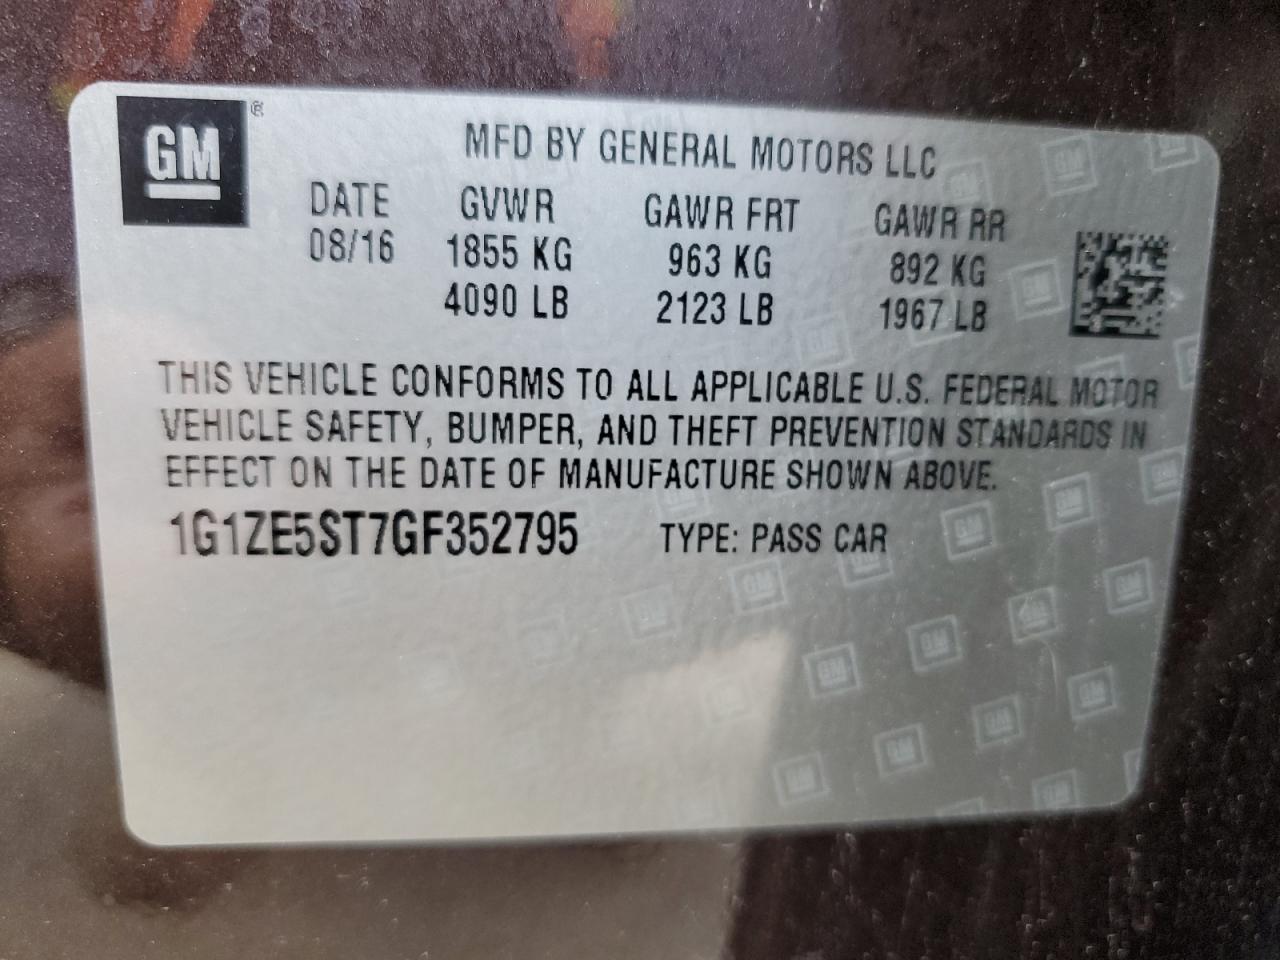 GM ®
MFD BY GENERAL MOTORS LLC
DATE GVWR GAWR FRT GAWR RR
08/16 1855 KG 963 KG 892 KG
4090 LB 2123 LB 1967 LB
THIS VEHICLE CONFORMS TO ALL APPLICABLE U.S. FEDERAL MOTOR
VEHICLE SAFETY, BUMPER, AND THEFT PREVENTION STANDARDS IN
EFFECT ON THE DATE OF MANUFACTURE SHOWN ABOVE.
1G1ZE5ST7GF352795 TYPE: PASS CAR